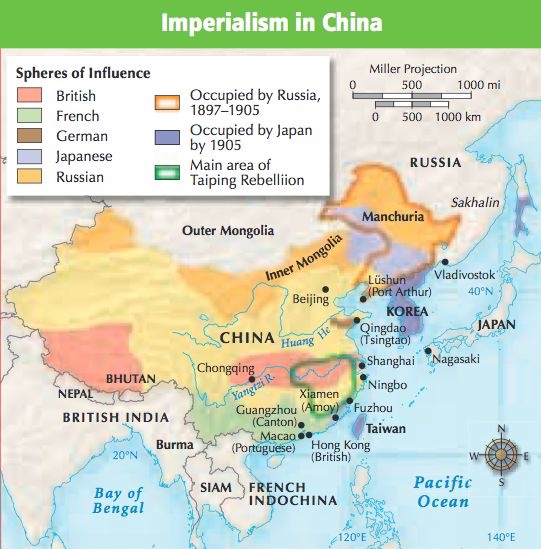 Imperialism in China
Spheres of Influence
British
French
German
Japanese
Russian
Occupied by Russia,
1897–1905
Occupied by Japan
by 1905
Main area of
Taiping Rebelliion
Miller Projection
0 500 1000 mi
0 500 1000 km
RUSSIA
Sakhalin
Manchuria
Outer Mongolia
Inner Mongolia
Vladivostok
Lüshun
(Port Arthur)
40°N
Beijing
KOREA
JAPAN
Qingdao
(Tsingtao)
CHINA
Huang He
Shanghai
Nagasaki
Chongqing
BHUTAN
Ningbo
NEPAL
Yangtzi R.
Xiamen
(Amoy)
Fuzhou
BRITISH INDIA
Guangzhou
(Canton)
Taiwan
Burma
Macao
(Portuguese)
Hong Kong
(British)
20°N
N
W
E
S
SIAM
FRENCH
INDOCHINA
Bay of
Bengal
Pacific
Ocean
120°E
140°E